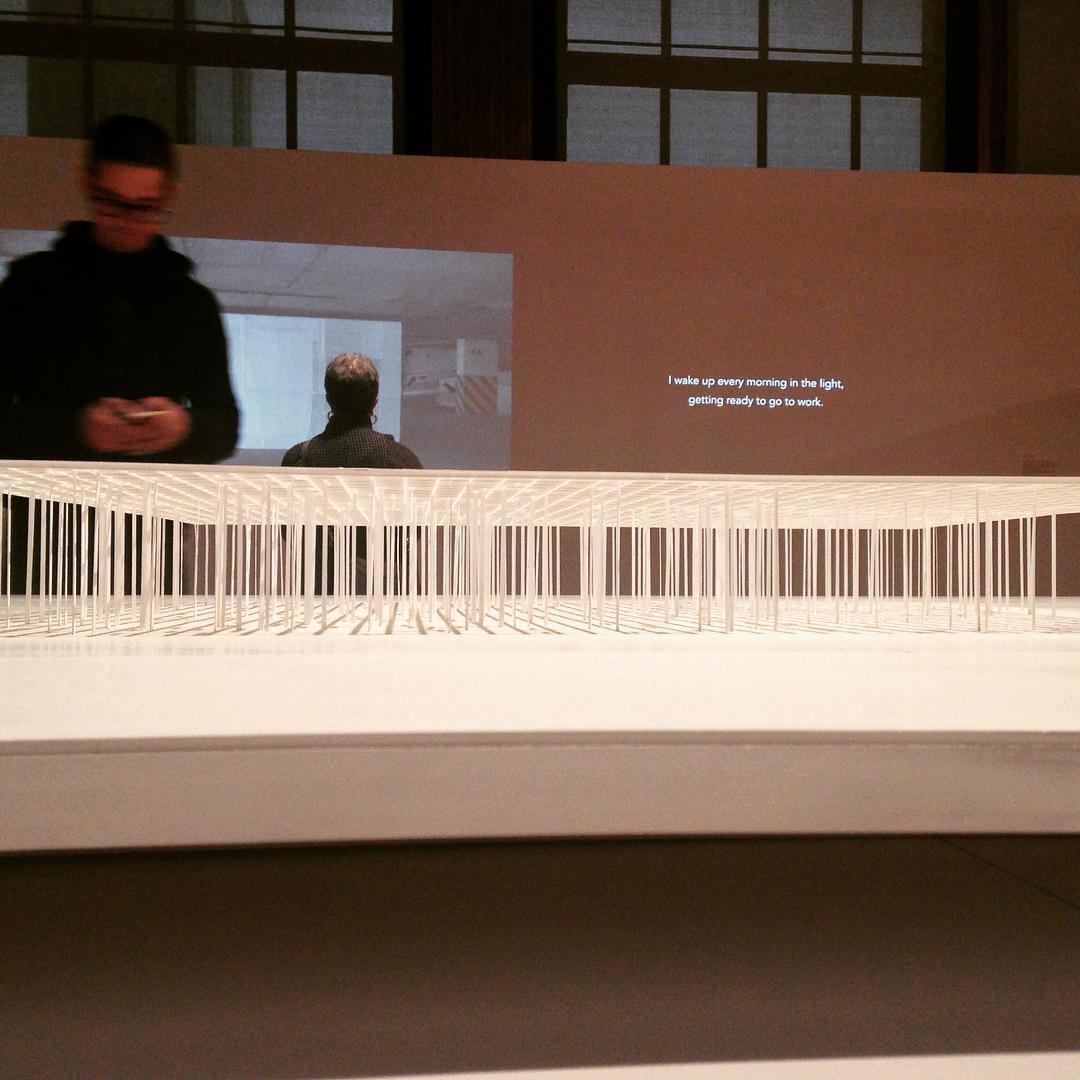 I wake up every morning in the light,
getting ready to go to work.